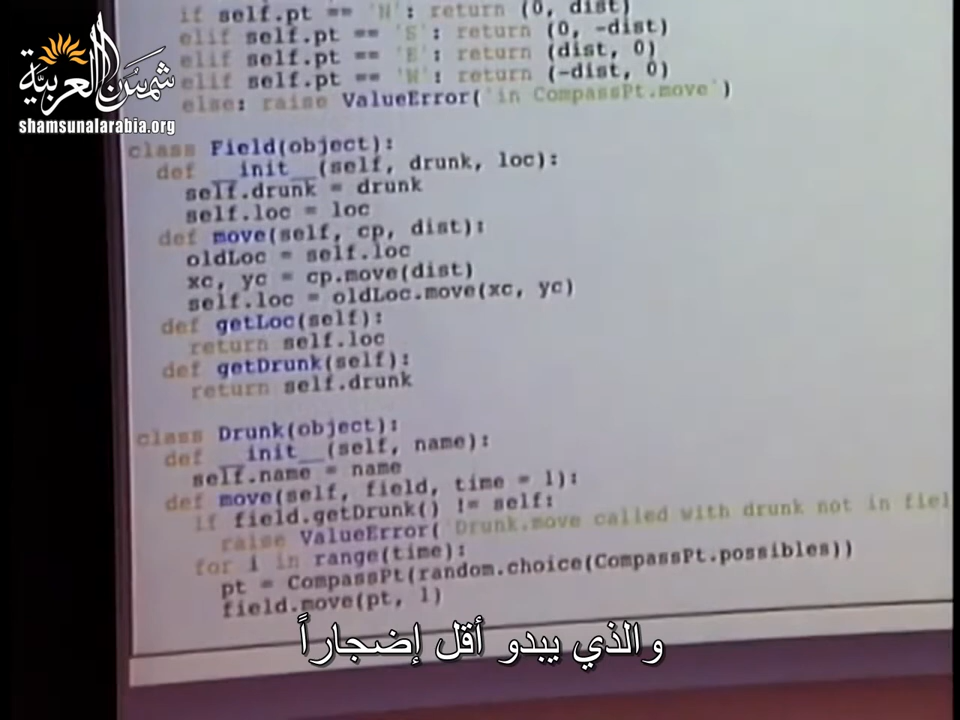 شمس العربية
shamsunalarabia.org
if self.pt == 'N': return (0, dist)
elif self.pt == 'S': return (0, -dist)
elif self.pt == 'E': return (dist, 0)
elif self.pt == 'W': return (-dist, 0)
else: raise ValueError('in CompassPt.move')
class Field(object):
def __init__(self, drunk, loc):
self.drunk = drunk
self.loc = loc
def move(self, cp, dist):
oldLoc = self.loc
xc, yc = cp.move(dist)
self.loc = oldLoc.move(xc, yc)
def getLoc(self):
return self.loc
def getDrunk(self):
return self.drunk
class Drunk(object):
def __init__(self, name):
self.name = name
def move(self, field, time = 1):
if field.getDrunk() != self:
raise ValueError('Drunk.move called with drunk not in fiel
for i in range(time):
pt = CompassPt(random.choice(CompassPt.possibles))
field.move(pt, 1)
والذي يبدو أقل إضجاراً